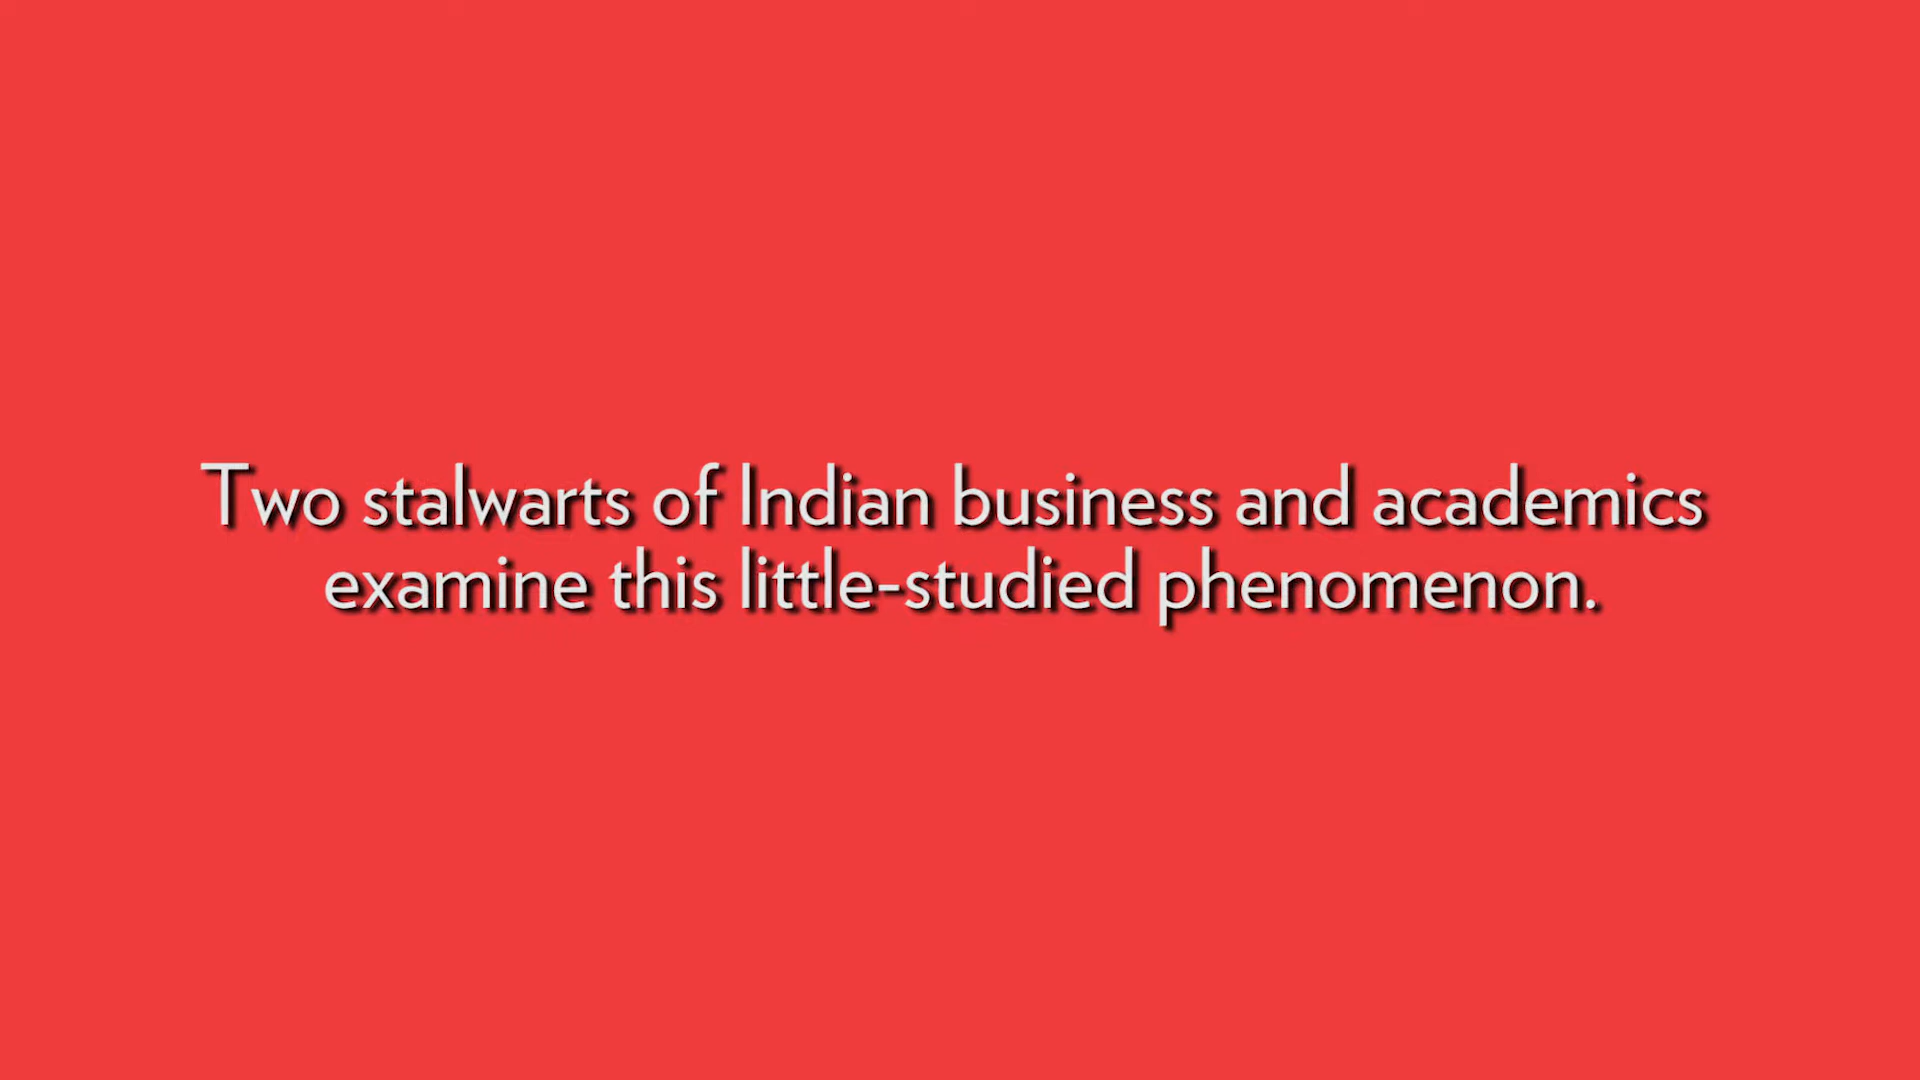 Two stalwarts of Indian business and academics
examine this little-studied phenomenon.